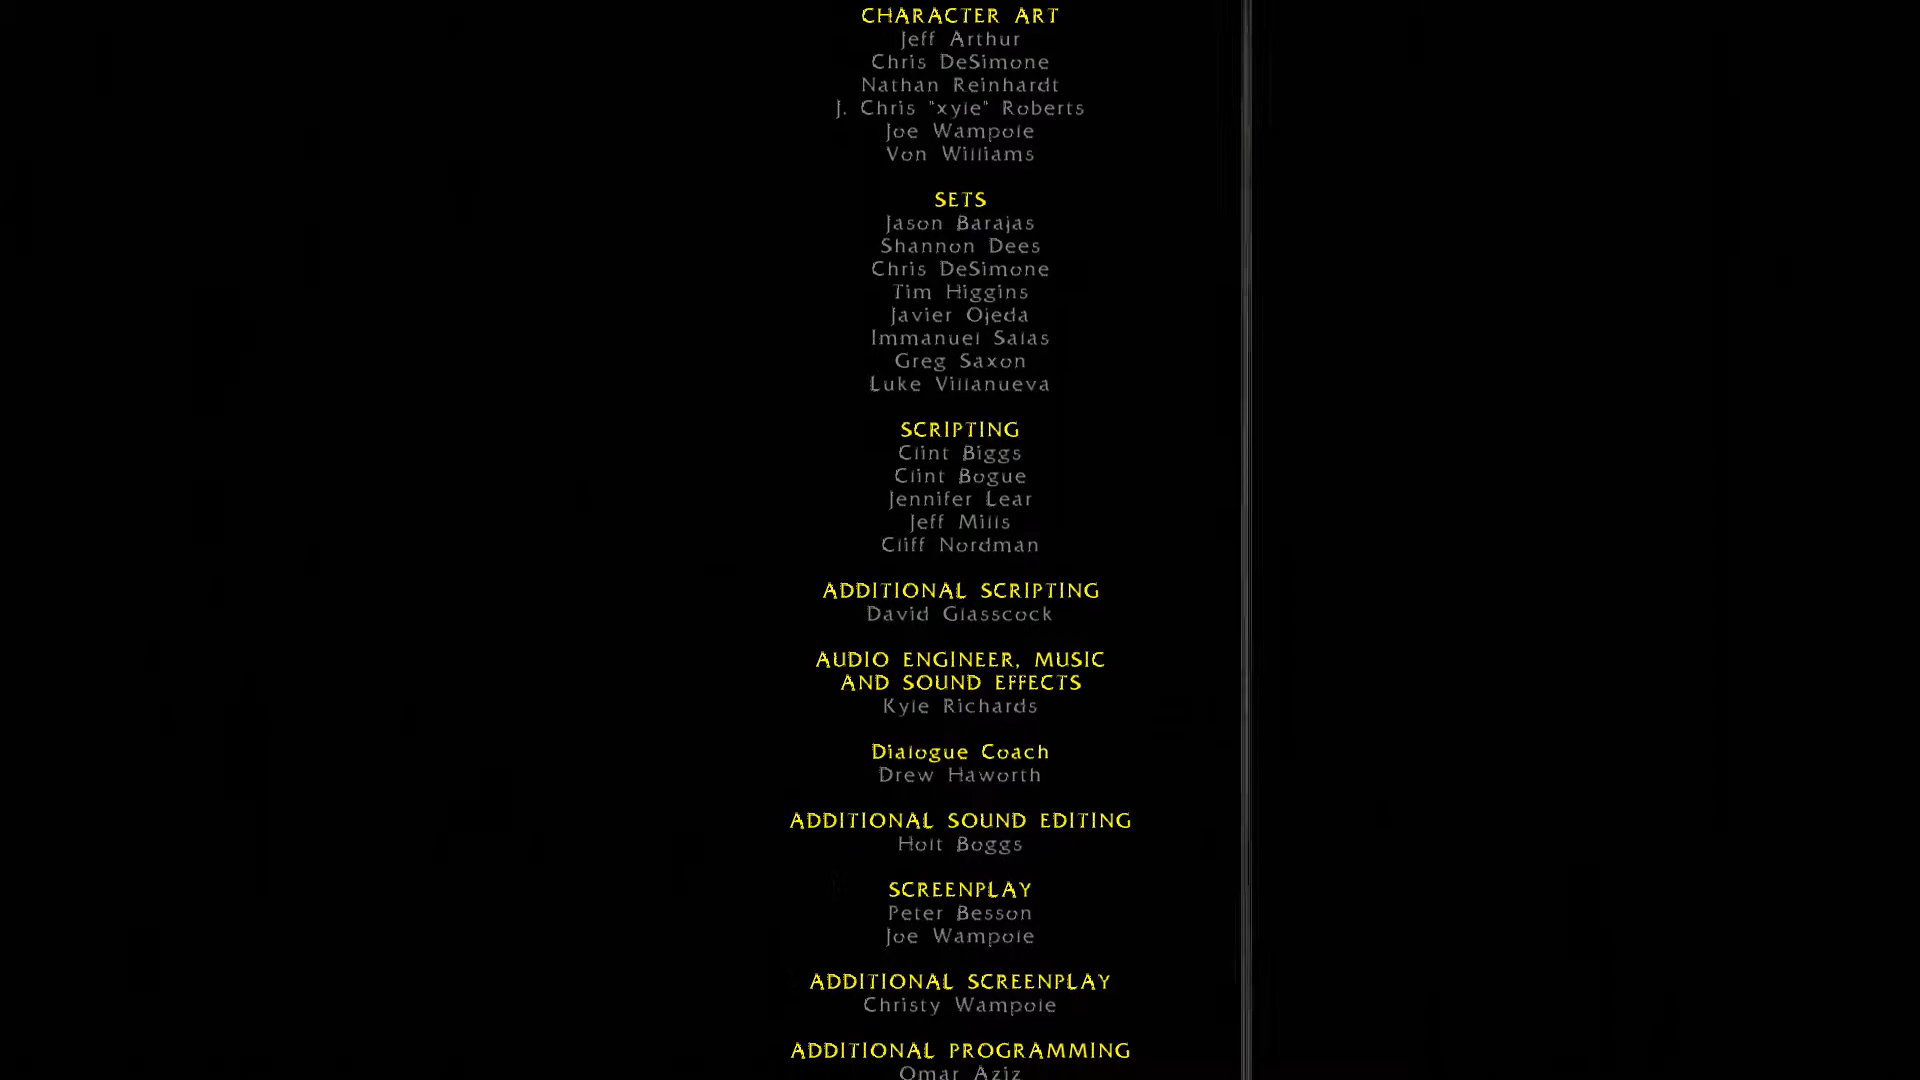 CHARACTER ART
Jeff Arthur
Chris DeSimone
Nathan Reinhardt
J. Chris "xyle" Roberts
Joe Wampole
Von Williams
SETS
Jason Barajas
Shannon Dees
Chris DeSimone
Tim Higgins
Javier Ojeda
Immanuel Salas
Greg Saxon
Luke Villanueva
SCRIPTING
Clint Biggs
Clint Bogue
Jennifer Lear
Jeff Mills
Cliff Nordman
ADDITIONAL SCRIPTING
David Glasscock
AUDIO ENGINEER, MUSIC
AND SOUND EFFECTS
Kyle Richards
Dialogue Coach
Drew Haworth
ADDITIONAL SOUND EDITING
Holt Boggs
SCREENPLAY
Peter Besson
Joe Wampole
ADDITIONAL SCREENPLAY
Christy Wampole
ADDITIONAL PROGRAMMING
Omar Aziz